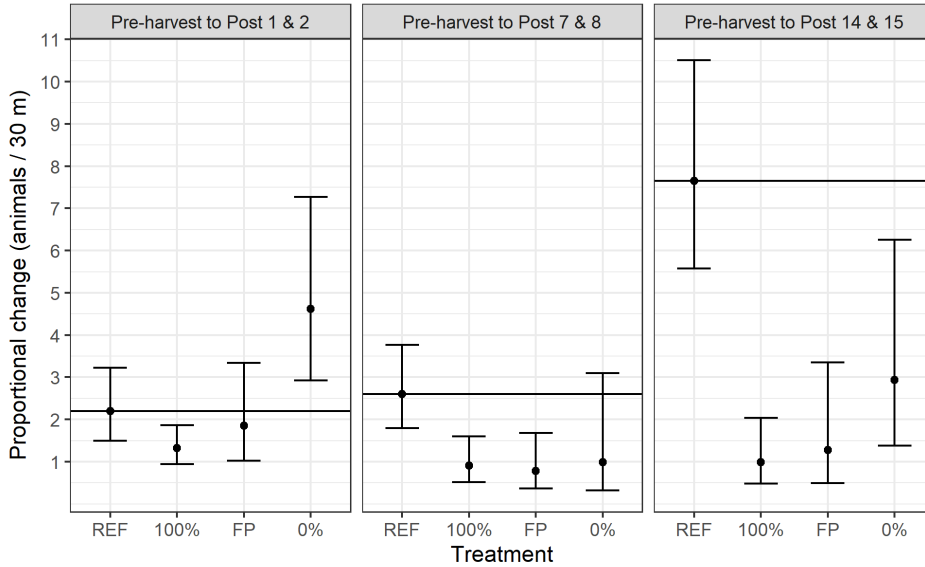 Pre-harvest to Post 1 & 2
Pre-harvest to Post 7 & 8
Pre-harvest to Post 14 & 15
Proportional change (animals / 30 m)
11
10
9
8
7
6
5
4
3
2
1
REF 100% FP 0%
REF 100% FP 0%
REF 100% FP 0%
Treatment